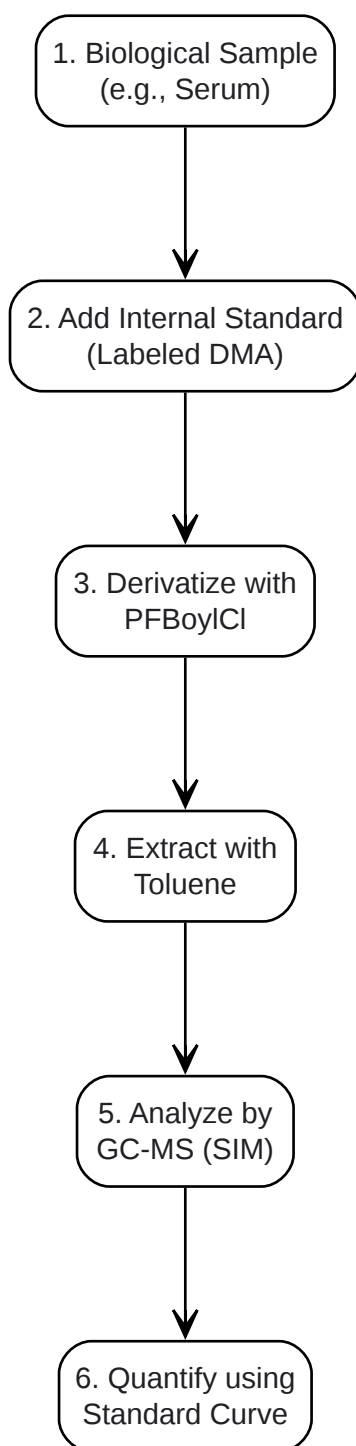 1. Biological Sample
(e.g., Serum)
2. Add Internal Standard
(Labeled DMA)
3. Derivatize with
PFBoylCl
4. Extract with
Toluene
5. Analyze by
GC-MS (SIM)
6. Quantify using
Standard Curve